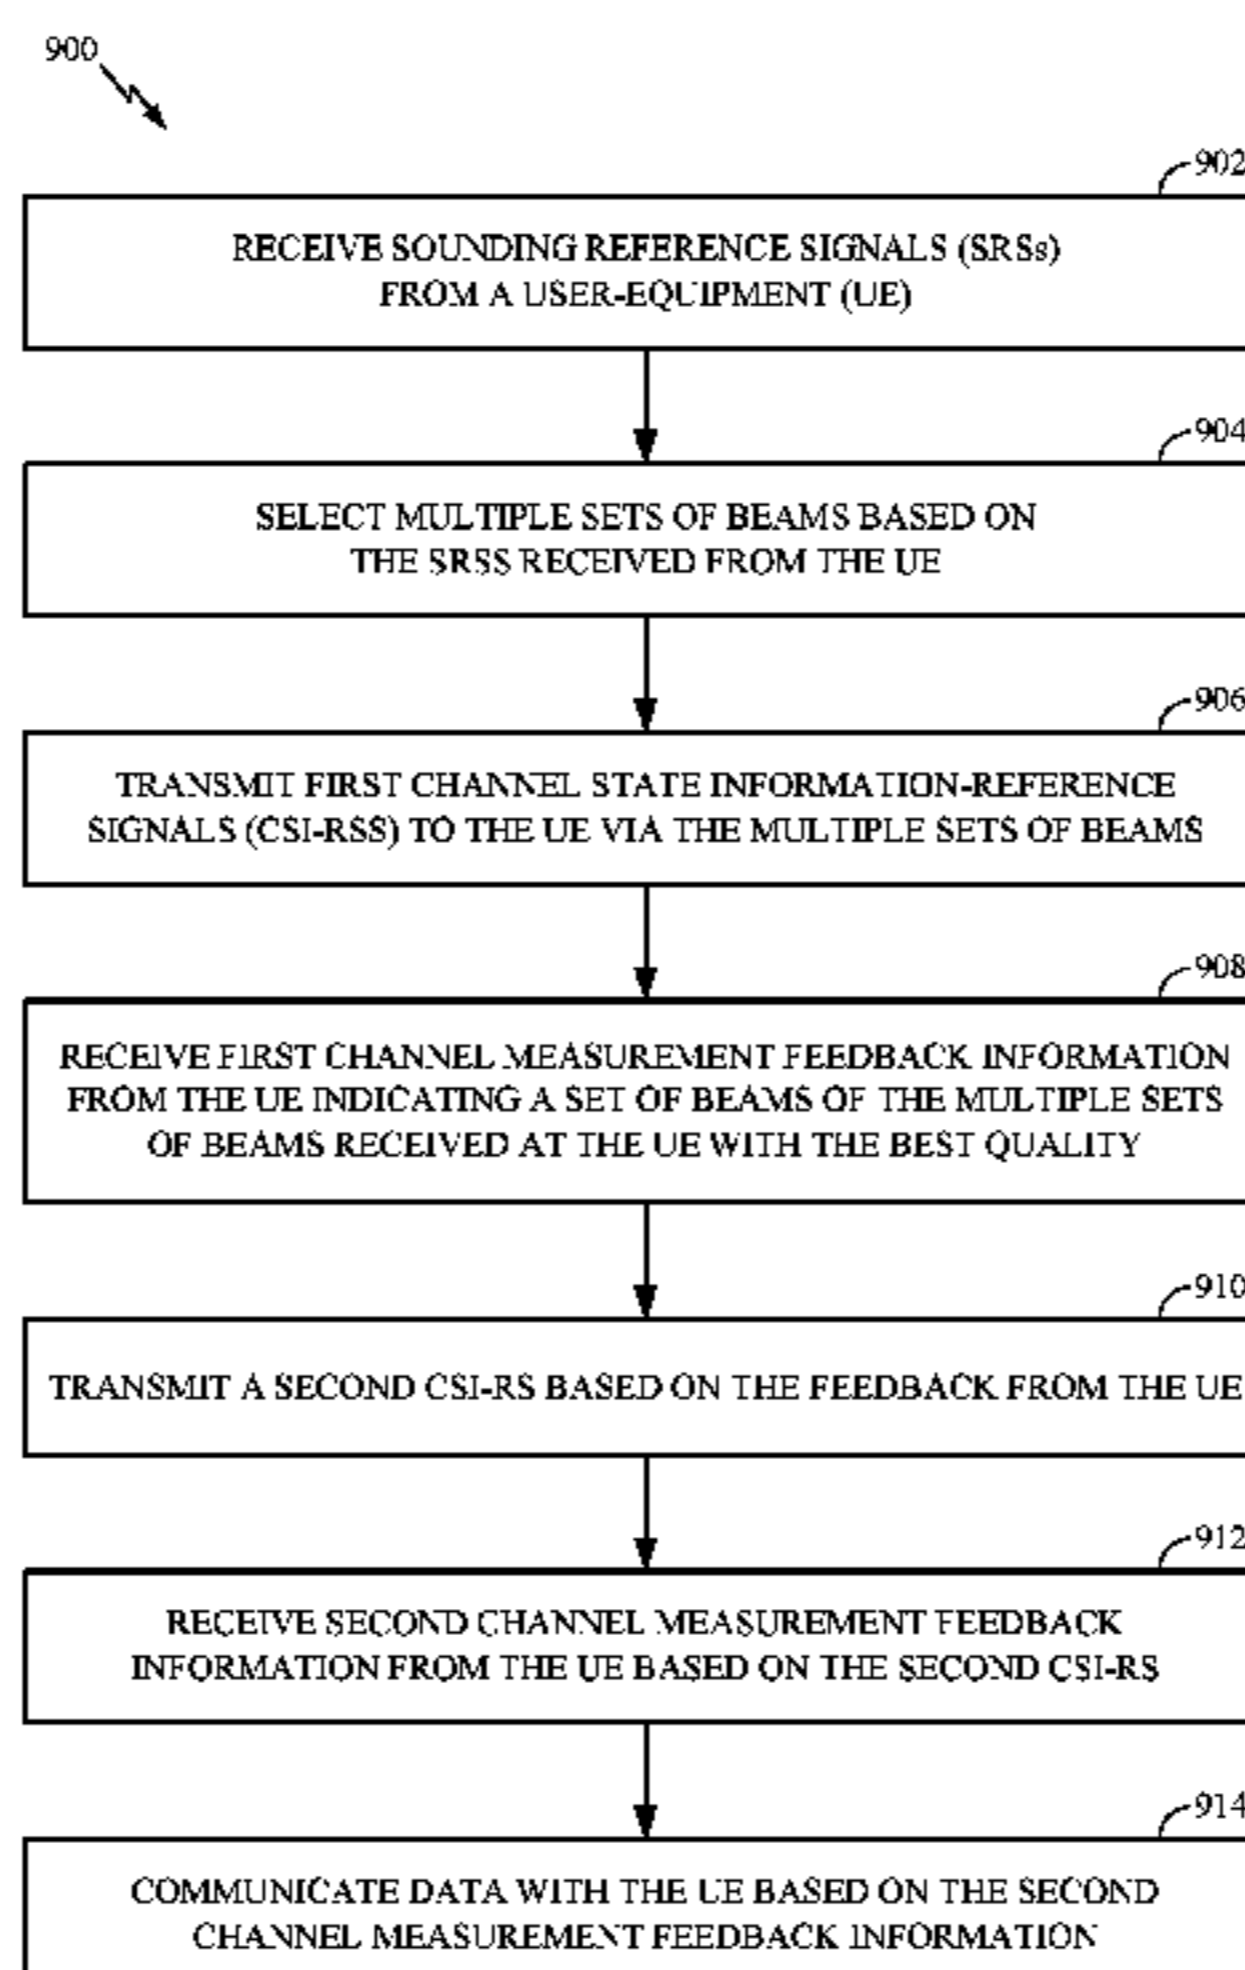 900
902
RECEIVE SOUNDING REFERENCE SIGNALS (SRSs)
FROM A USER-EQUIPMENT (UE)
904
SELECT MULTIPLE SETS OF BEAMS BASED ON
THE SRSS RECEIVED FROM THE UE
906
TRANSMIT FIRST CHANNEL STATE INFORMATION-REFERENCE
SIGNALS (CSI-RSS) TO THE UE VIA THE MULTIPLE SETS OF BEAMS
908
RECEIVE FIRST CHANNEL MEASUREMENT FEEDBACK INFORMATION
FROM THE UE INDICATING A SET OF BEAMS OF THE MULTIPLE SETS
OF BEAMS RECEIVED AT THE UE WITH THE BEST QUALITY
910
TRANSMIT A SECOND CSI-RS BASED ON THE FEEDBACK FROM THE UE
912
RECEIVE SECOND CHANNEL MEASUREMENT FEEDBACK
INFORMATION FROM THE UE BASED ON THE SECOND CSI-RS
914
COMMUNICATE DATA WITH THE UE BASED ON THE SECOND
CHANNEL MEASUREMENT FEEDBACK INFORMATION